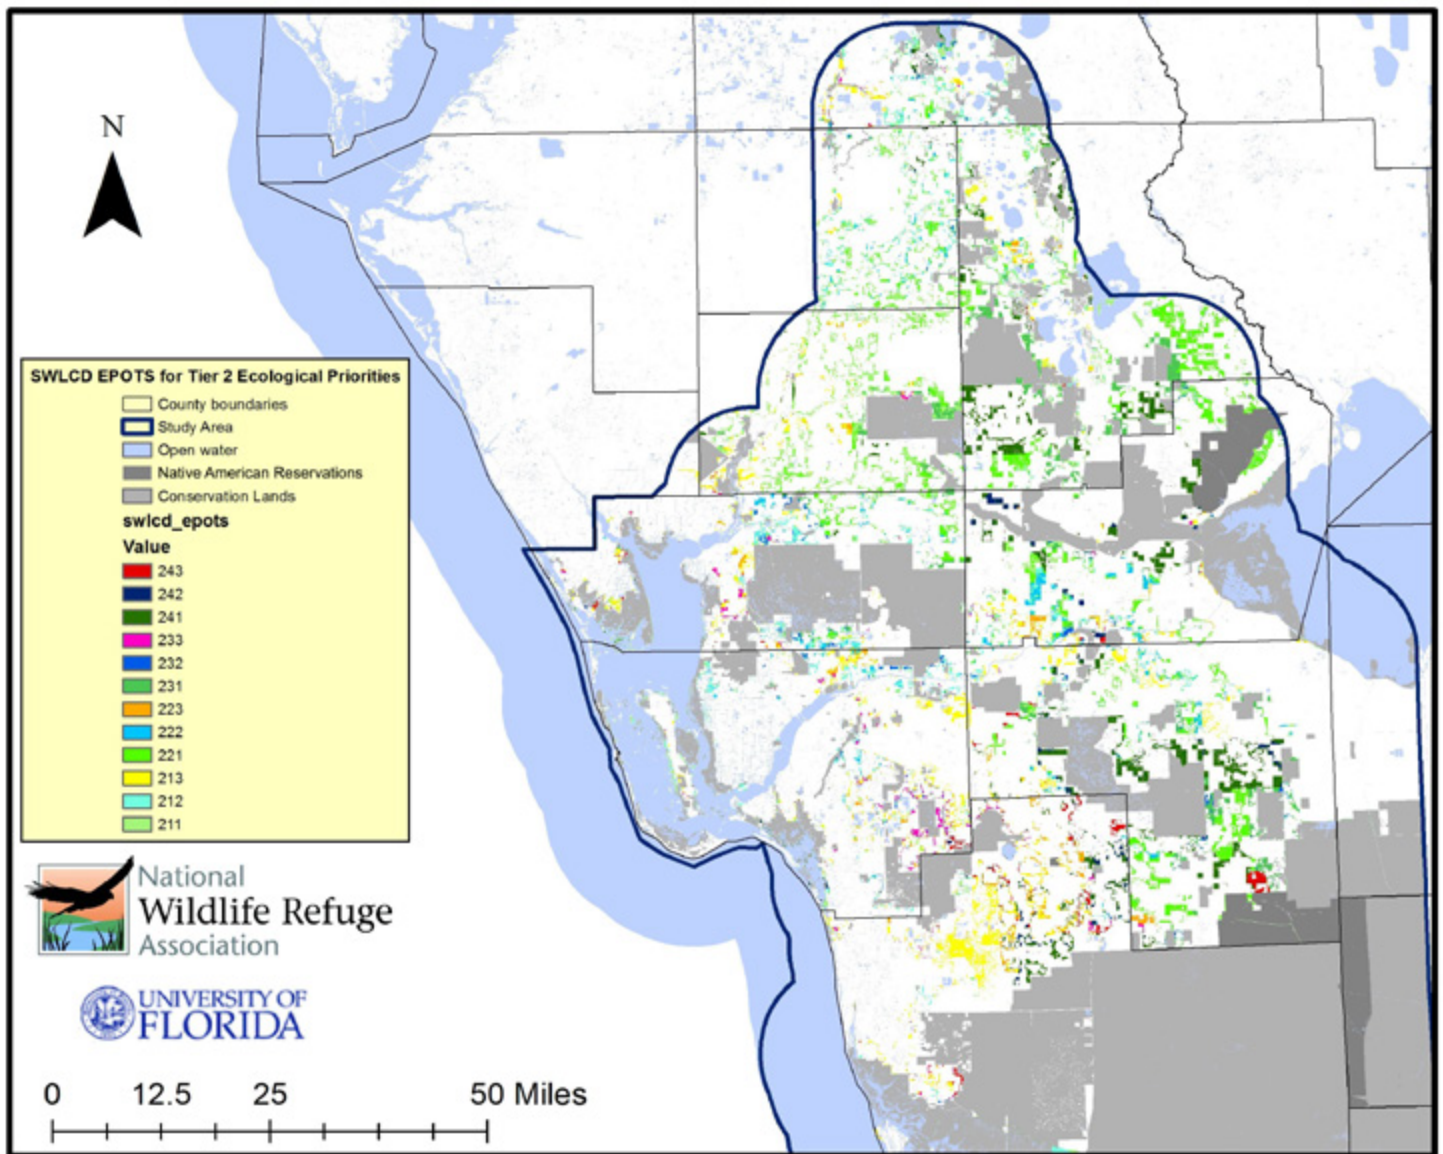 N
SWLCD EPOTS for Tier 2 Ecological Priorities
County boundaries
Study Area
Open water
Native American Reservations
Conservation Lands
swlcd_epots
Value
243
242
241
233
232
231
223
222
221
213
212
211
National
Wildlife Refuge
Association
UNIVERSITY OF
FLORIDA
0 12.5 25 50 Miles